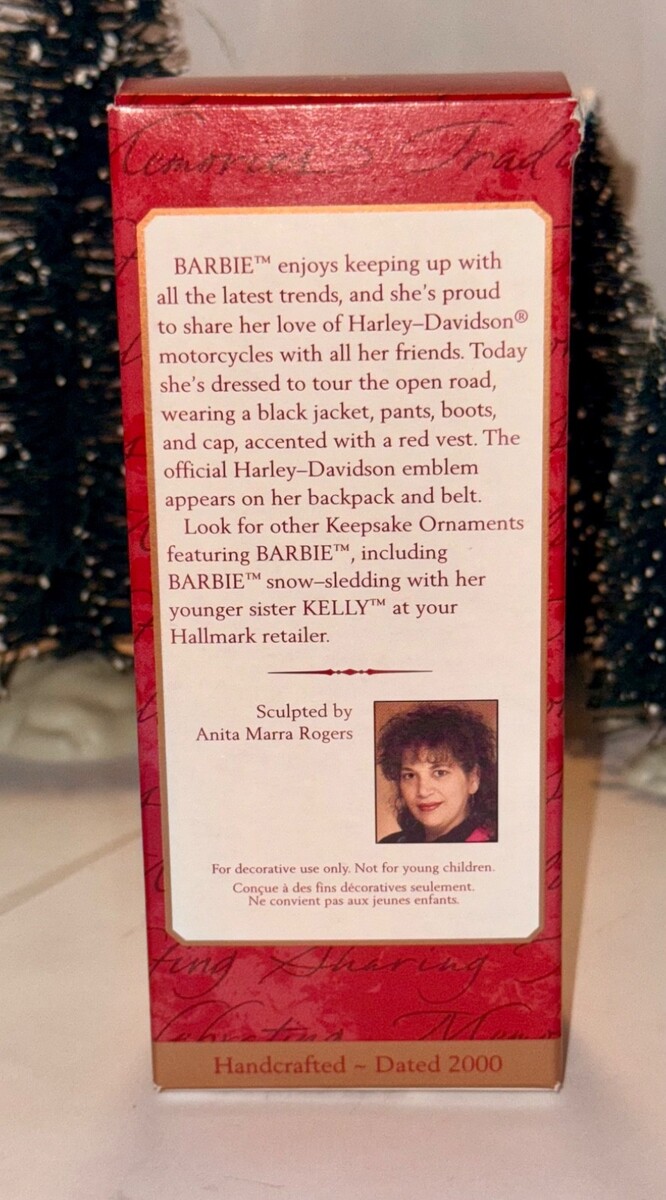 Memories
BARBIE™ enjoys keeping up with
all the latest trends, and she's proud
to share her love of Harley–Davidson®
motorcycles with all her friends. Today
she's dressed to tour the open road,
wearing a black jacket, pants, boots,
and cap, accented with a red vest. The
official Harley–Davidson emblem
appears on her backpack and belt.
Look for other Keepsake Ornaments
featuring BARBIE™, including
BARBIE™ snow–sledding with her
younger sister KELLY™ at your
Hallmark retailer.
Sculpted by
Anita Marra Rogers
For decorative use only. Not for young children.
Conçue à des fins décoratives seulement.
Ne convient pas aux jeunes enfants.
Sharing
Handcrafted ~ Dated 2000